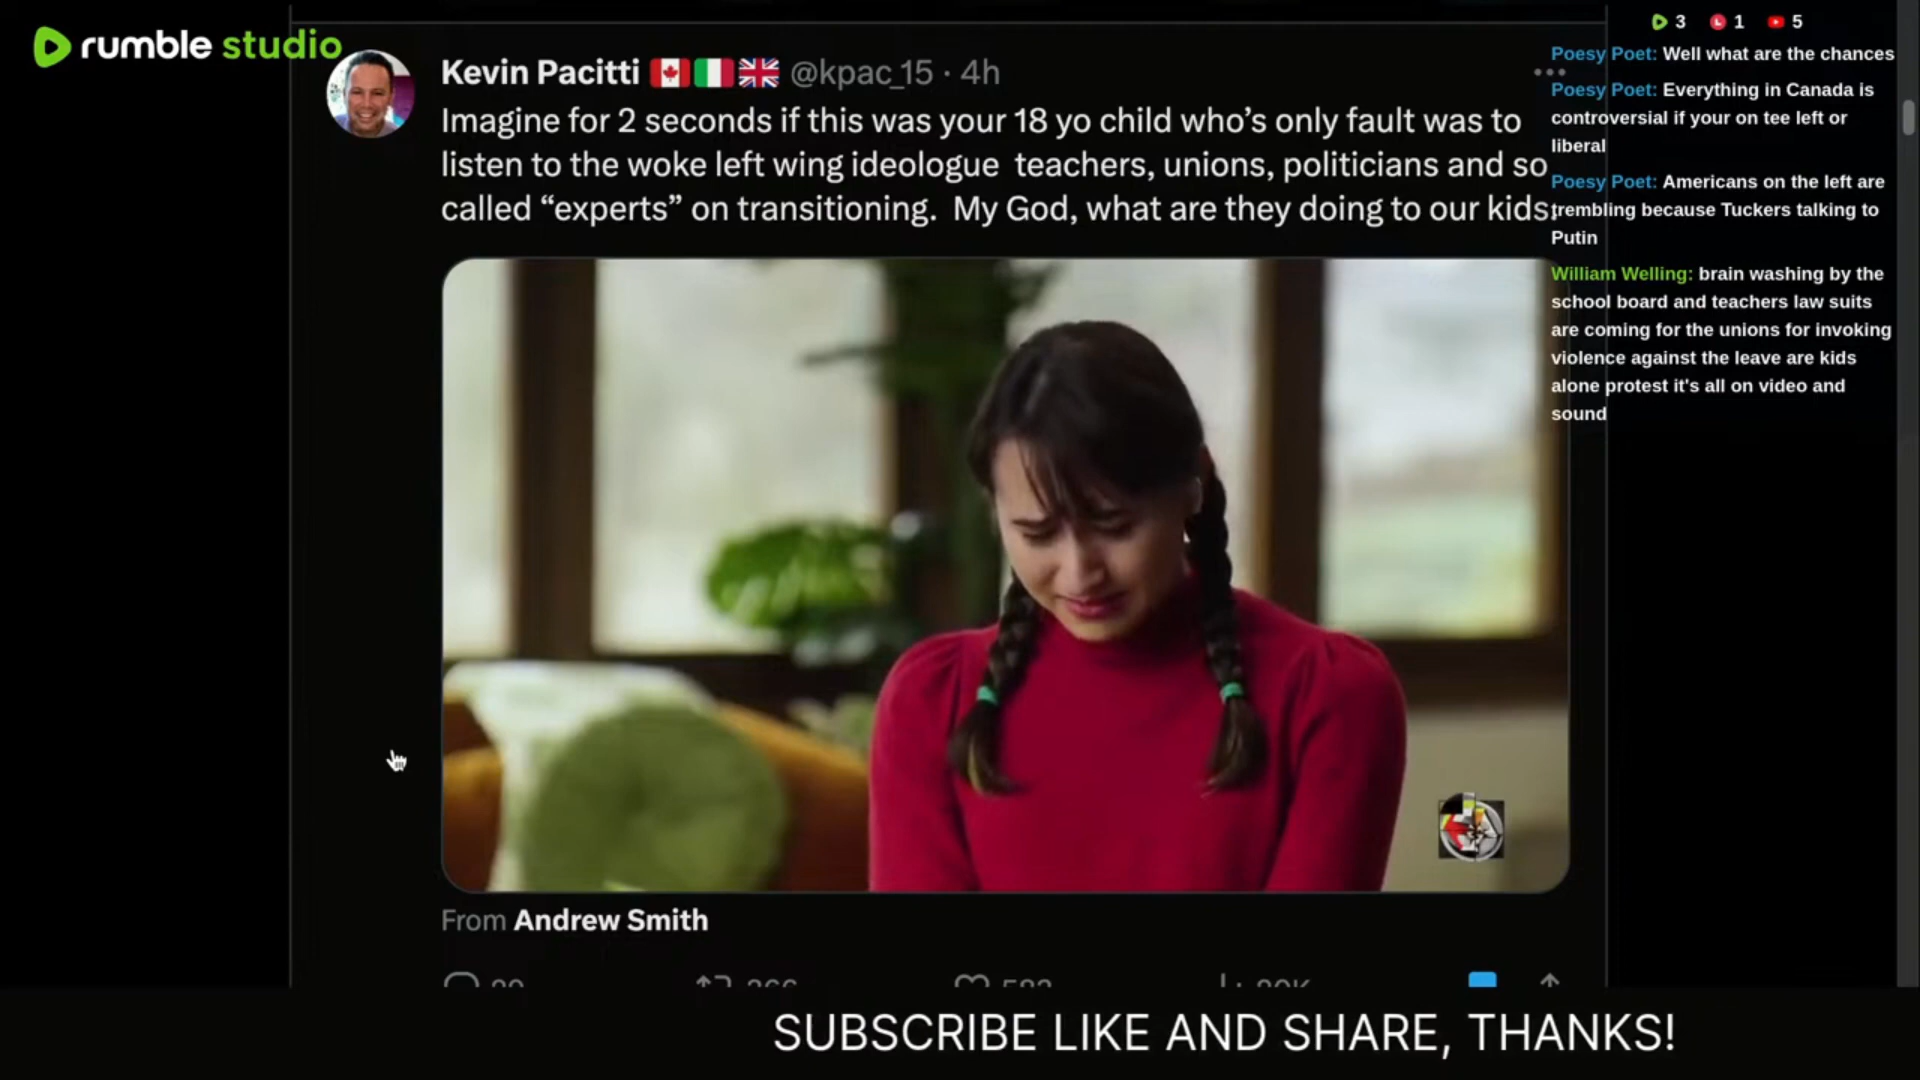 rumble studio
Kevin Pacitti @kpac_15 · 4h
Imagine for 2 seconds if this was your 18 yo child who's only fault was to
listen to the woke left wing ideologue teachers, unions, politicians and so
called “experts” on transitioning. My God, what are they doing to our kids.
From Andrew Smith
3 1 5
Poesy Poet: Well what are the chances
Poesy Poet: Everything in Canada is
controversial if your on tee left or
liberal
Poesy Poet: Americans on the left are
trembling because Tuckers talking to
Putin
William Welling: brain washing by the
school board and teachers law suits
are coming for the unions for invoking
violence against the leave are kids
alone protest it's all on video and
sound
SUBSCRIBE LIKE AND SHARE, THANKS!